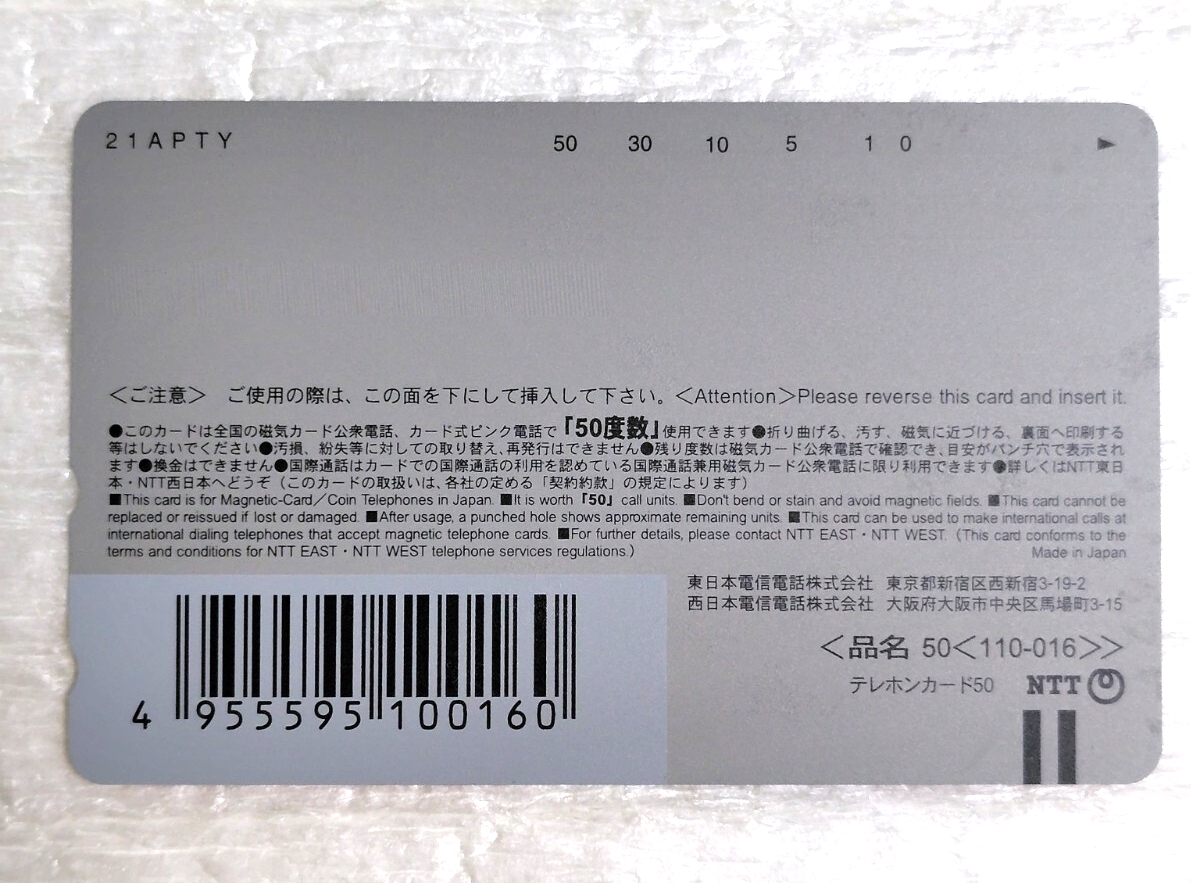 21APTY 50 30 10 5 1 0 ►
＜ご注意＞ ご使用の際は、この面を下にして挿入して下さい。＜Attention＞Please reverse this card and insert it.
●このカードは全国の磁気カード公衆電話、カード式ピンク電話で「50度数」使用できます●折り曲げる、汚す、磁気に近づける、裏面へ印刷する
等はしないでください●汚損、紛失等に対しての取り替え、再発行はできません●残り度数は磁気カード公衆電話で確認でき、目安がパンチ穴で表示され
ます●換金はできません●国際通話はカードでの国際通話の利用を認めている国際通話兼用磁気カード公衆電話に限り利用できます●詳しくはNTT東日
本・NTT西日本へどうぞ（このカードの取扱いは、各社の定める「契約約款」の規定によります）
■This card is for Magnetic-Card／Coin Telephones in Japan. ■It is worth「50」call units. ■Don't bend or stain and avoid magnetic fields. ■This card cannot be
replaced or reissued if lost or damaged. ■After usage, a punched hole shows approximate remaining units. ■This card can be used to make international calls at
international dialing telephones that accept magnetic telephone cards. ■For further details, please contact NTT EAST・NTT WEST. (This card conforms to the
terms and conditions for NTT EAST・NTT WEST telephone services regulations.) Made in Japan
東日本電信電話株式会社 東京都新宿区西新宿3-19-2
西日本電信電話株式会社 大阪府大阪市中央区馬場町3-15
＜品名 50＜110-016＞＞
テレホンカード50 NTT
4 955595 100160